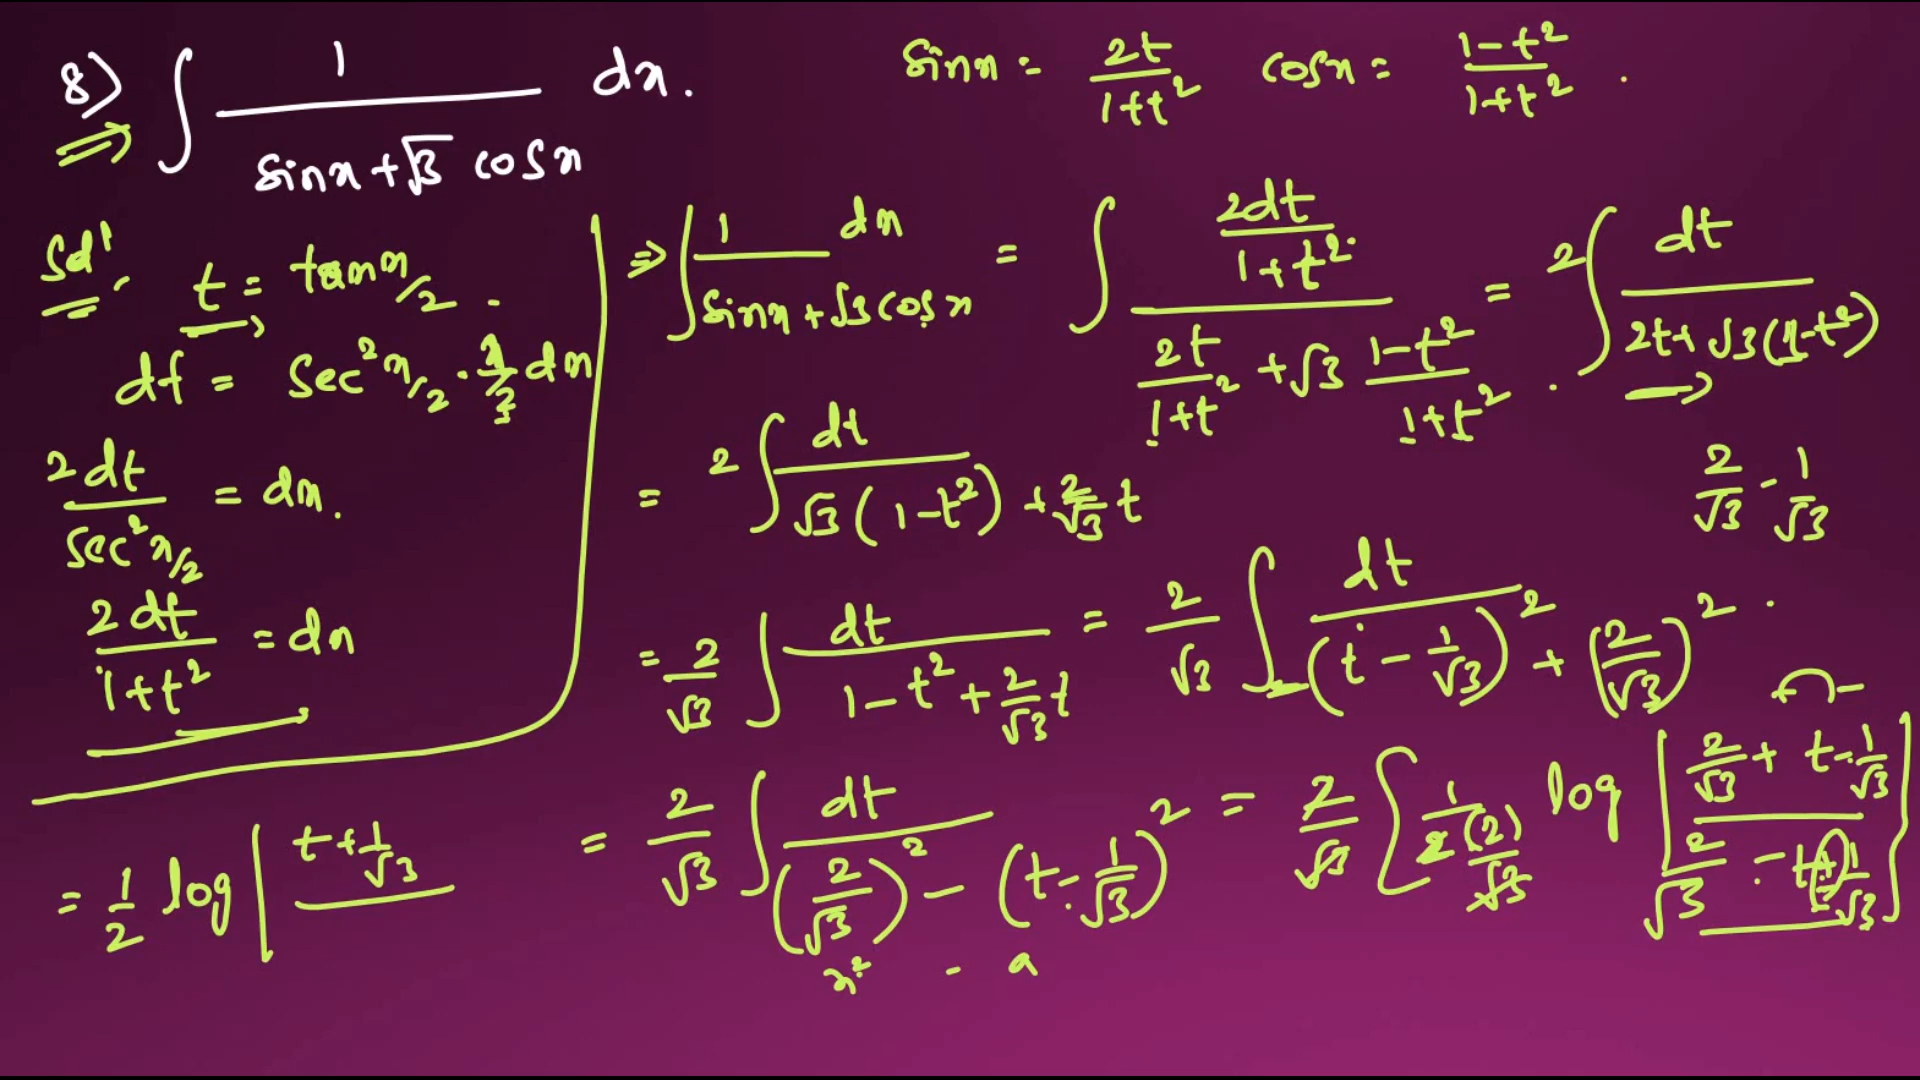 8) ∫ 1/(sinx + √3 cosx) dx.
sinx = 2t/(1+t²) cosx = (1-t²)/(1+t²) .
Sol'
t = tan x/2 .
dt = sec² x/2 · 1/2 dx
2dt/(sec² x/2) = dx.
2dt/(1+t²) = dx
⇒ ∫ 1/(sinx + √3 cosx) dx = ∫ (2dt/(1+t²))/(2t/(1+t²) + √3 (1-t²)/(1+t²)) . = 2 ∫ dt/(2t + √3(1-t²))
= 2 ∫ dt/(√3(1-t²) + 2/√3 t)
2/√3 - 1/√3
= 2/√3 ∫ dt/(1-t² + 2/√3 t) = 2/√3 ∫ dt/(-(t - 1/√3)² + (2/√3)²) .
= 2/√3 ∫ dt/((2/√3)² - (t - 1/√3)²) = 2/√3 [ 1/(2(2)/√3) log | (2/√3 + t - 1/√3)/(2/√3 - t + 1/√3) | ]
x² - a
= 1/2 log | t + 1/√3